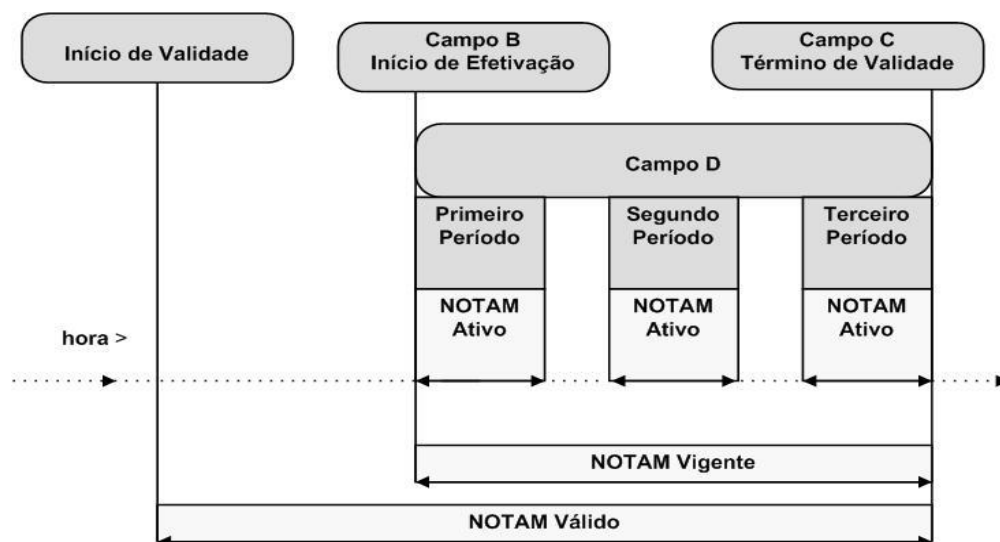 Início de Validade
Campo B
Início de Efetivação
Campo C
Término de Validade
Campo D
Primeiro
Período
Segundo
Período
Terceiro
Período
NOTAM
Ativo
NOTAM
Ativo
NOTAM
Ativo
hora >
NOTAM Vigente
NOTAM Válido